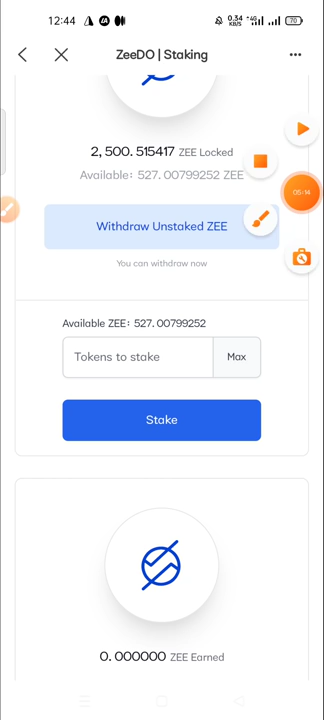 12:44
0.34 KB/S
4G
70
ZeeDO | Staking
2,500.515417 ZEE Locked
Available: 527.00799252 ZEE
05:14
Withdraw Unstaked ZEE
You can withdraw now
Available ZEE: 527.00799252
Tokens to stake
Max
Stake
0.000000 ZEE Earned